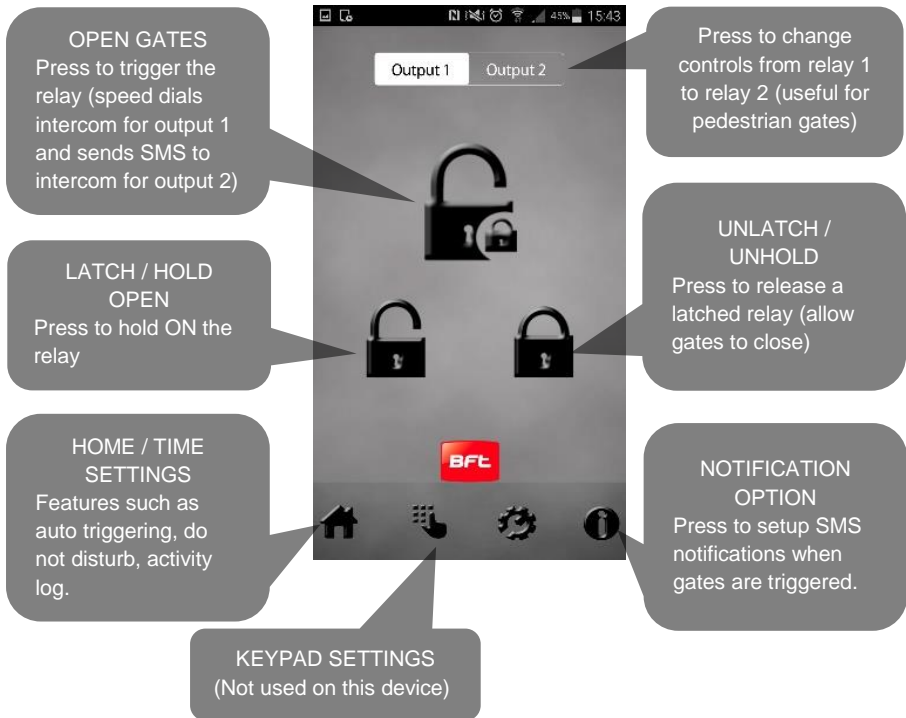 45% 15:43
Output 1 Output 2
OPEN GATES
Press to trigger the
relay (speed dials
intercom for output 1
and sends SMS to
intercom for output 2)
Press to change
controls from relay 1
to relay 2 (useful for
pedestrian gates)
LATCH / HOLD
OPEN
Press to hold ON the
relay
UNLATCH /
UNHOLD
Press to release a
latched relay (allow
gates to close)
BFt
HOME / TIME
SETTINGS
Features such as
auto triggering, do
not disturb, activity
log.
NOTIFICATION
OPTION
Press to setup SMS
notifications when
gates are triggered.
KEYPAD SETTINGS
(Not used on this device)